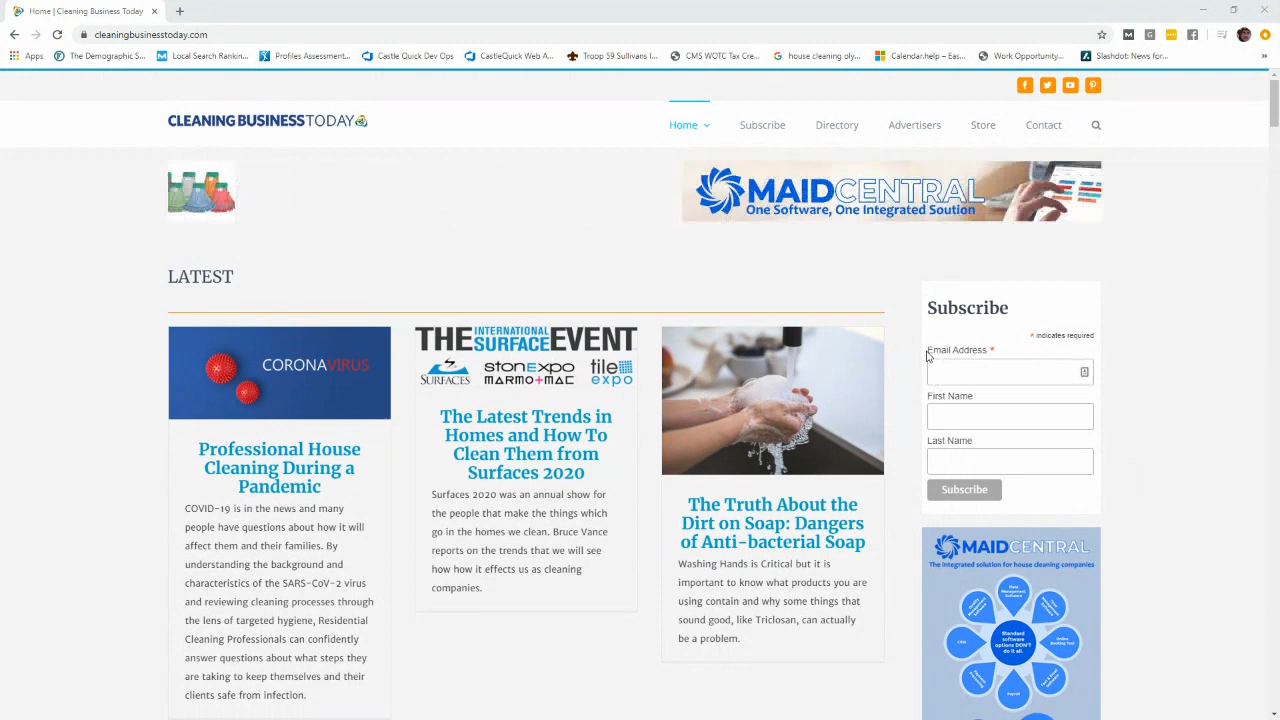 Home | Cleaning Business Today
cleaningbusinesstoday.com
Apps
The Demographic S...
Local Search Rankin...
Profiles Assessment...
Castle Quick Dev Ops
CastleQuick Web A...
Troop 59 Sullivans I...
CMS WOTC Tax Cre...
house cleaning oly...
Calendar.help – Eas...
Work Opportunity...
Slashdot: News for...
CLEANING BUSINESS TODAY
Home
Subscribe
Directory
Advertisers
Store
Contact
MAIDCENTRAL
One Software, One Integrated Soution
LATEST
CORONAVIRUS
Professional House
Cleaning During a
Pandemic
COVID-19 is in the news and many
people have questions about how it will
affect them and their families. By
understanding the background and
characteristics of the SARS-CoV-2 virus
and reviewing cleaning processes through
the lens of targeted hygiene, Residential
Cleaning Professionals can confidently
answer questions about what steps they
are taking to keep themselves and their
clients safe from infection.
THE INTERNATIONAL SURFACE EVENT
SURFACES
stonExpo
MARMO+MAC
tile expo
The Latest Trends in
Homes and How To
Clean Them from
Surfaces 2020
Surfaces 2020 was an annual show for
the people that make the things which
go in the homes we clean. Bruce Vance
reports on the trends that we will see
how how it effects us as cleaning
companies.
The Truth About the
Dirt on Soap: Dangers
of Anti-bacterial Soap
Washing Hands is Critical but it is
important to know what products you are
using contain and why some things that
sound good, like Triclosan, can actually
be a problem.
Subscribe
* indicates required
Email Address *
First Name
Last Name
Subscribe
MAIDCENTRAL
The integrated solution for house cleaning companies
Standard
software
options DON'T
do it all.
CRM
Payroll